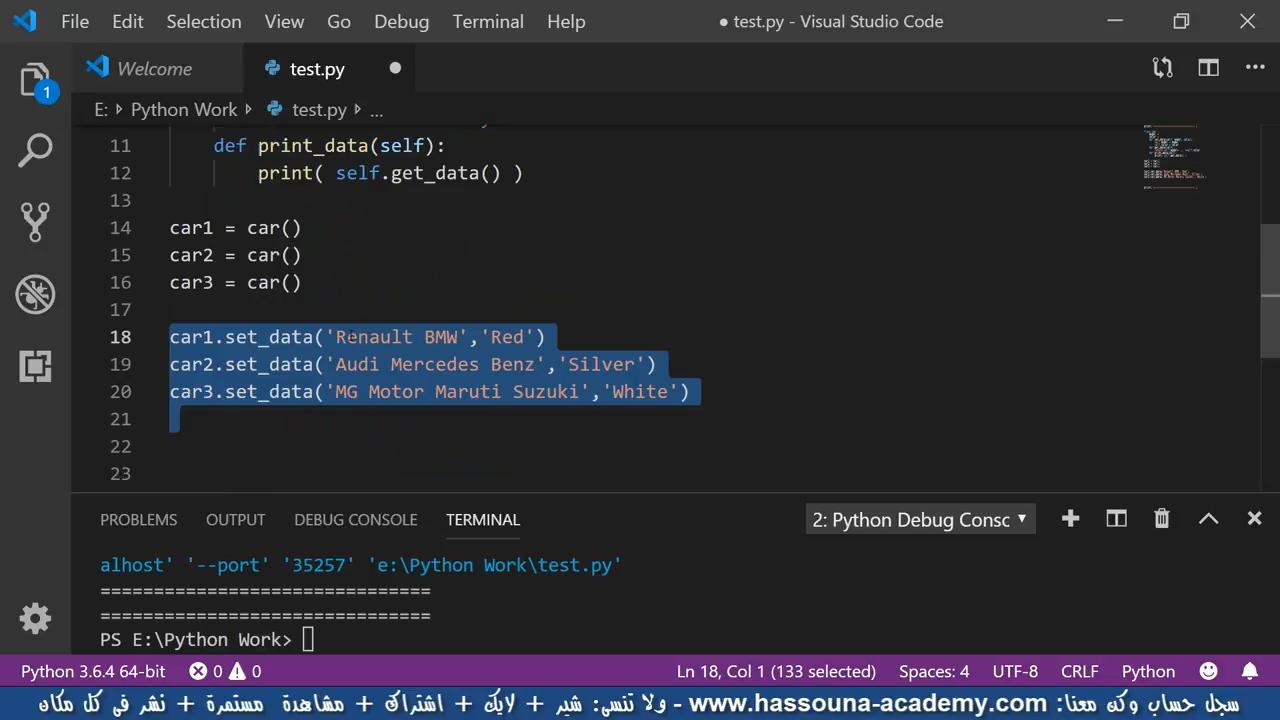 File Edit Selection View Go Debug Terminal Help ● test.py - Visual Studio Code
Welcome test.py
1
E: Python Work test.py ...
11 def print_data(self):
12 print( self.get_data() )
13
14 car1 = car()
15 car2 = car()
16 car3 = car()
17
18 car1.set_data('Renault BMW','Red')
19 car2.set_data('Audi Mercedes Benz','Silver')
20 car3.set_data('MG Motor Maruti Suzuki','White')
21
22
23
PROBLEMS OUTPUT DEBUG CONSOLE TERMINAL 2: Python Debug Consc
alhost' '--port' '35257' 'e:\Python Work\test.py'
==============================
==============================
PS E:\Python Work>
Python 3.6.4 64-bit 0 0 Ln 18, Col 1 (133 selected) Spaces: 4 UTF-8 CRLF Python
سجل حساب وكن معنا: www.hassouna-academy.com - ولا تنسى: شير + لايك + اشتراك + مشاهدة مستمرة + نشر فى كل مكان